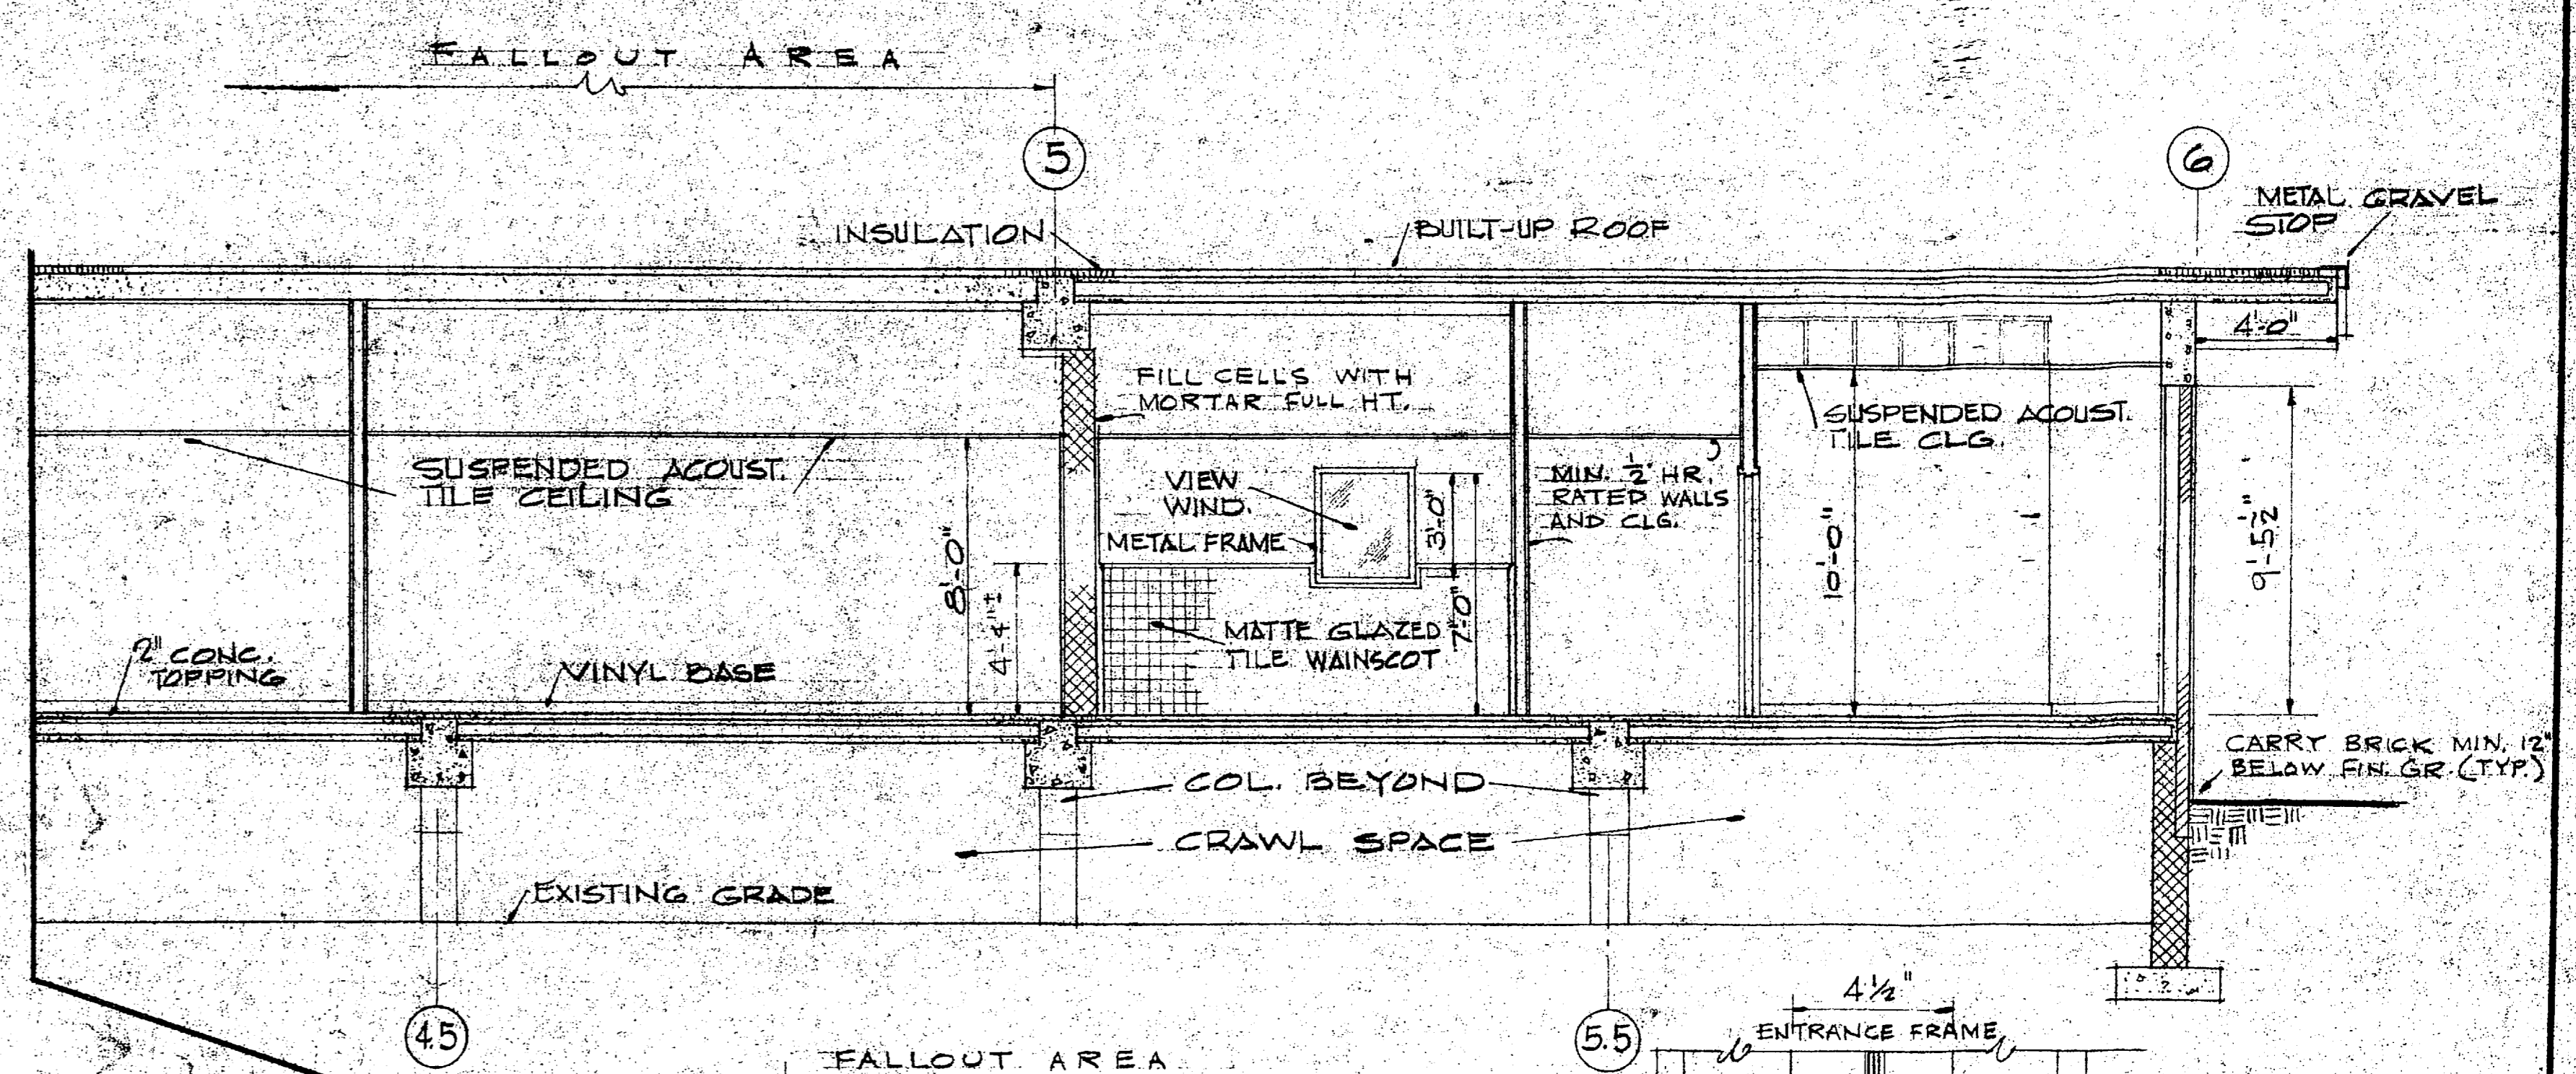 FALLOUT AREA
5
6
METAL GRAVEL
STOP
INSULATION
BUILT-UP ROOF
4'-0"
FILL CELLS WITH
MORTAR FULL HT.
SUSPENDED ACOUST.
TILE CLG.
SUSPENDED ACOUST.
TILE CEILING
VIEW
WIND.
METAL FRAME
3'-0"
MIN. ½ HR.
RATED WALLS
AND CLG.
10'-0"
9'-5½"
8'-0"
4'-4"±
7'-0"
MATTE GLAZED
TILE WAINSCOT
2" CONC.
TOPPING
VINYL BASE
CARRY BRICK MIN. 12"
BELOW FIN. GR. (TYP.)
COL. BEYOND
CRAWL SPACE
EXISTING GRADE
4½"
ENTRANCE FRAME
4.5
5.5
FALLOUT AREA